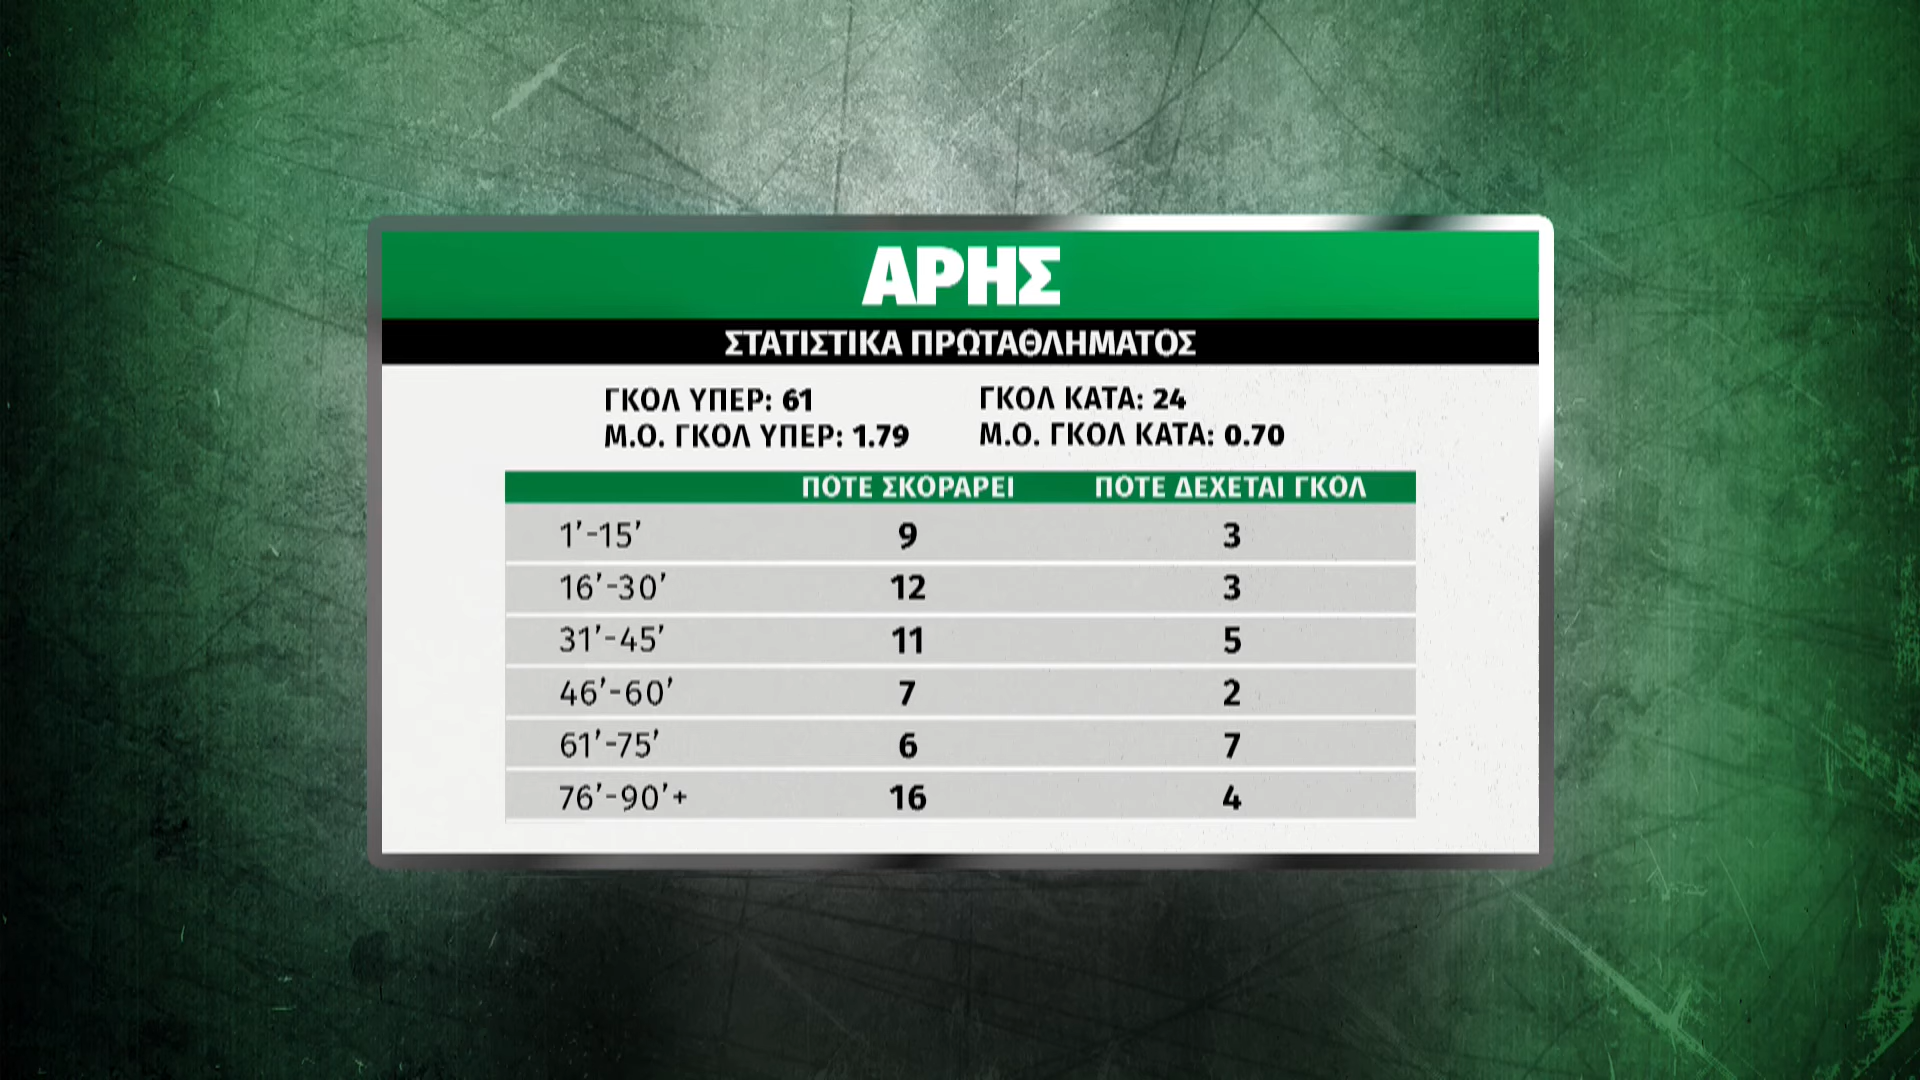 ΑΡΗΣ
ΣΤΑΤΙΣΤΙΚΑ ΠΡΩΤΑΘΛΗΜΑΤΟΣ
ΓΚΟΛ ΥΠΕΡ: 61 ΓΚΟΛ ΚΑΤΑ: 24
Μ.Ο. ΓΚΟΛ ΥΠΕΡ: 1.79 Μ.Ο. ΓΚΟΛ ΚΑΤΑ: 0.70
ΠΟΤΕ ΣΚΟΡΑΡΕΙ ΠΟΤΕ ΔΕΧΕΤΑΙ ΓΚΟΛ
1’-15’ 9 3
16’-30’ 12 3
31’-45’ 11 5
46’-60’ 7 2
61’-75’ 6 7
76’-90’+ 16 4